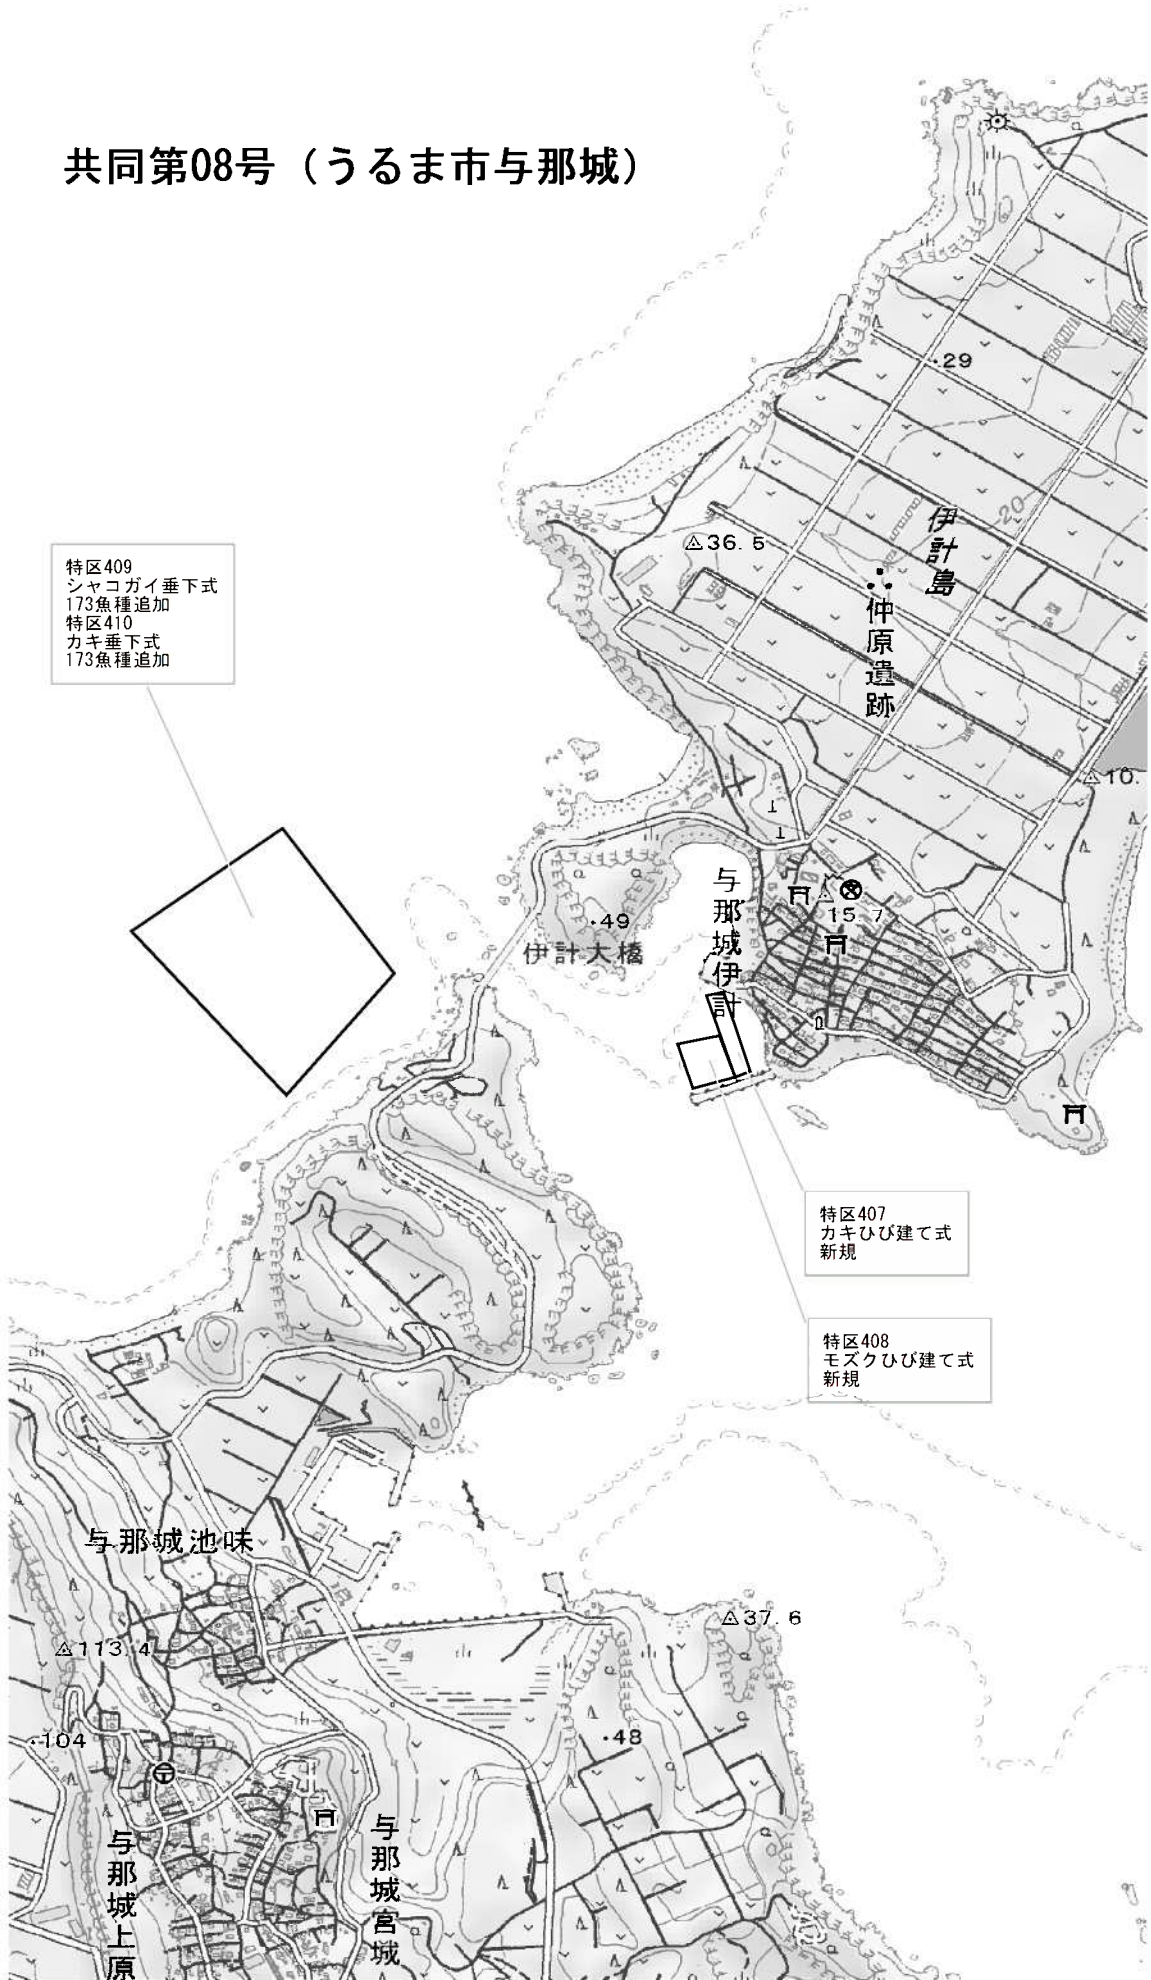 共同第08号（うるま市与那城）
29
20
伊計島
36.5
特区409
シャコガイ垂下式
173魚種追加
特区410
カキ垂下式
173魚種追加
仲原遺跡
10.
与那城伊計
15.7
49
伊計大橋
特区407
カキひび建て式
新規
特区408
モズクひび建て式
新規
与那城池味
37.6
113.4
104
48
与那城上原
与那城宮城